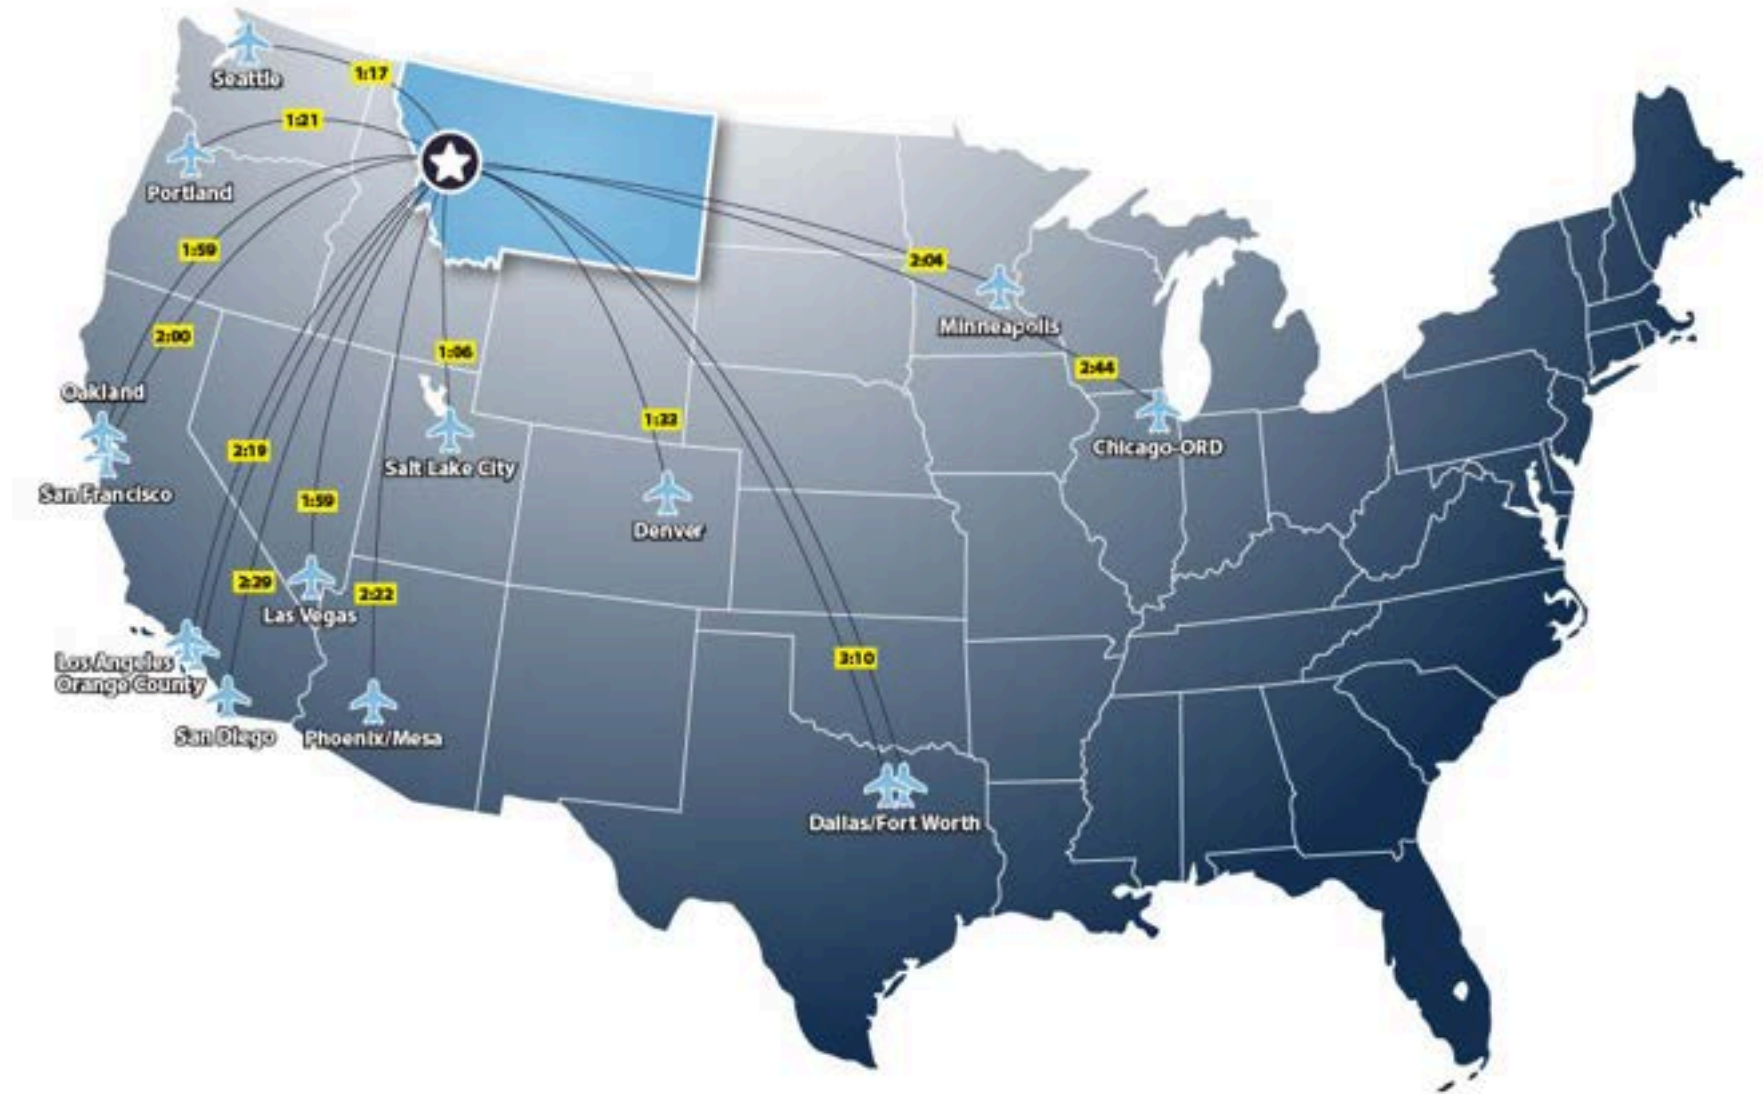 Seattle
1:17
1:21
Portland
1:59
2:04
Minneapolis
2:00
1:06
2:44
Oakland
1:33
Chicago-ORD
2:19
Salt Lake City
San Francisco
1:59
Denver
2:29
2:22
Las Vegas
3:10
Los Angeles
Orange County
San Diego
Phoenix/Mesa
Dallas/Fort Worth